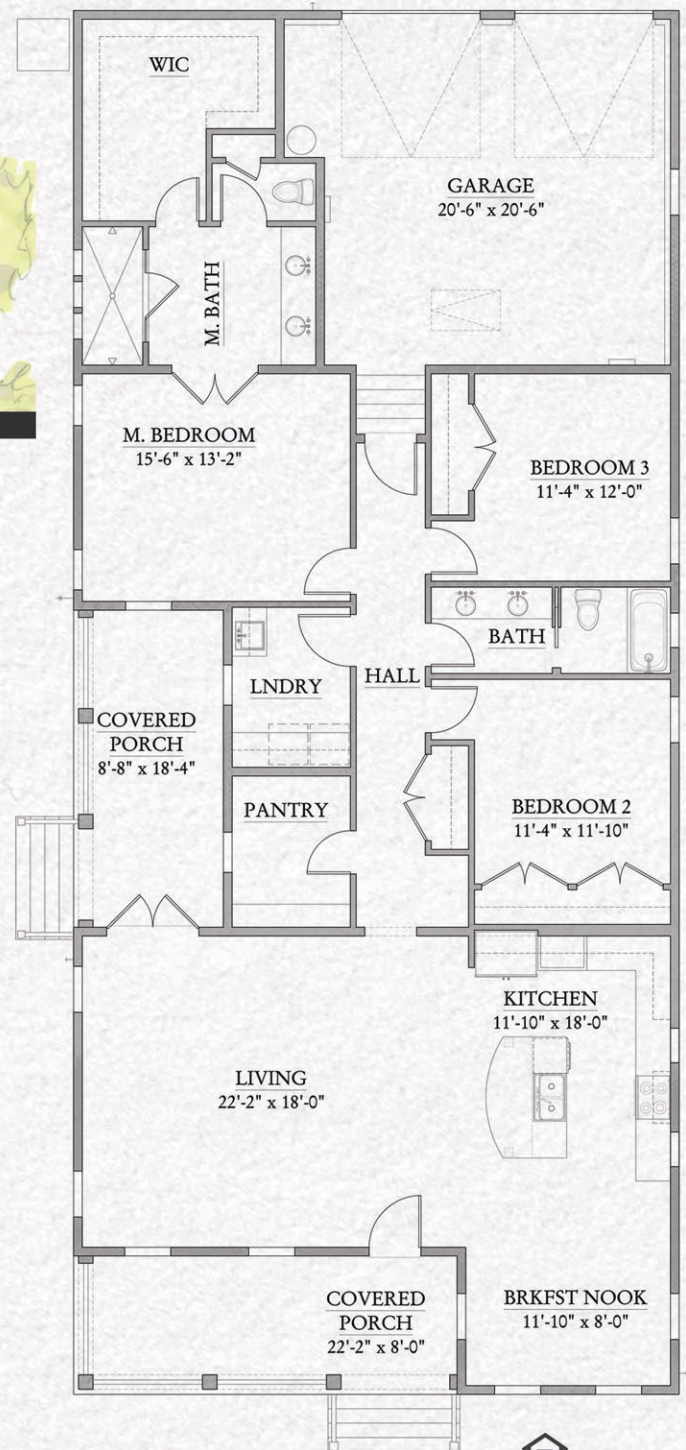 WIC
GARAGE
20'-6" x 20'-6"
M. BATH
M. BEDROOM
15'-6" x 13'-2"
BEDROOM 3
11'-4" x 12'-0"
BATH
LNDRY
HALL
COVERED
PORCH
8'-8" x 18'-4"
PANTRY
BEDROOM 2
11'-4" x 11'-10"
KITCHEN
11'-10" x 18'-0"
LIVING
22'-2" x 18'-0"
COVERED
PORCH
22'-2" x 8'-0"
BRKFST NOOK
11'-10" x 8'-0"